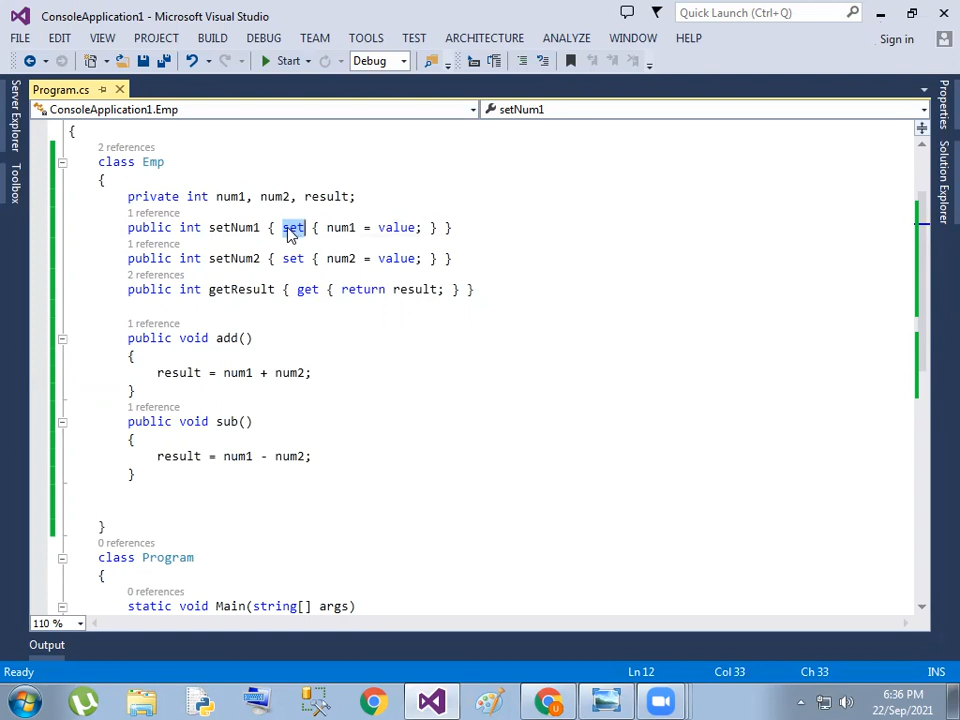 ConsoleApplication1 - Microsoft Visual Studio
Quick Launch (Ctrl+Q)
FILE EDIT VIEW PROJECT BUILD DEBUG TEAM TOOLS TEST ARCHITECTURE ANALYZE WINDOW HELP
Sign in
Start Debug
Program.cs
ConsoleApplication1.Emp
setNum1
Server Explorer
Toolbox
Properties
Solution Explorer
{
2 references
class Emp
{
private int num1, num2, result;
1 reference
public int setNum1 { set { num1 = value; } }
1 reference
public int setNum2 { set { num2 = value; } }
2 references
public int getResult { get { return result; } }
1 reference
public void add()
{
result = num1 + num2;
}
1 reference
public void sub()
{
result = num1 - num2;
}
}
0 references
class Program
{
0 references
static void Main(string[] args)
110 %
Output
Ready
Ln 12
Col 33
Ch 33
INS
6:36 PM
22/Sep/2021